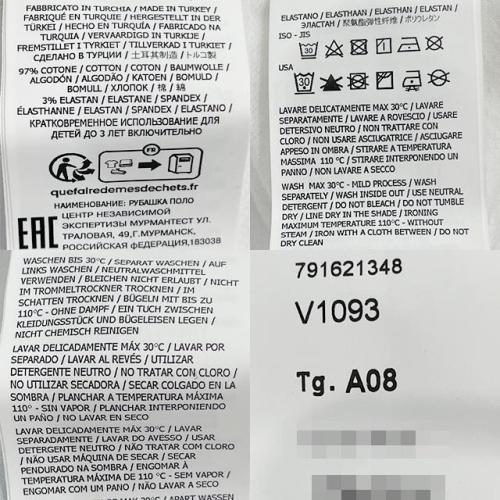 FABBRICATO IN TURCHIA / MADE IN TURKEY /
FABRIQUÉ EN TURQUIE / HERGESTELLT IN DER
TÜRKEI / HECHO EN TURQUÍA / FABRICADO NA
TURQUIA / VERVAARDIGD IN TURKIJE /
FREMSTILLET I TYRKIET / TILLVERKAD I TURKIET /
СДЕЛАНО В ТУРЦИИ / 土耳其制造 / トルコ製
97% COTONE / COTTON / COTON / BAUMWOLLE /
ALGODÓN / ALGODÃO / KATOEN / BOMULD /
BOMULL / ХЛОПОК / 棉 / 綿
3% ELASTAN / ELASTANE / SPANDEX /
ÉLASTHANNE / ELASTAN / SPANDEX / ELASTANO /
КРАТКОВРЕМЕННОЕ ИСПОЛЬЗОВАНИЕ ДЛЯ
ДЕТЕЙ ДО 3 ЛЕТ ВКЛЮЧИТЕЛЬНО
FR
quefairedemesdechets.fr
НАИМЕНОВАНИЕ: РУБАШКА ПОЛО
ЦЕНТР НЕЗАВИСИМОЙ
ЭКСПЕРТИЗЫ МУРМАНТЕСТ УЛ.
ТРАЛОВАЯ, 49,Г.МУРМАНСК,
РОССИЙСКАЯ ФЕДЕРАЦИЯ,183038
EAC
ELASTANO / ELASTHAAN / ELASTHAN / ELASTAN
/ ЭЛАСТАН / 聚氨酯弹性纤维 / ポリウレタン
ISO - JIS
USA
30
LAVARE DELICATAMENTE MAX 30°C / LAVARE
SEPARATAMENTE / LAVARE A ROVESCIO / USARE
DETERSIVO NEUTRO / NON TRATTARE CON
CLORO / NON USARE ASCIUGATRICE / ASCIUGARE
APPESO IN OMBRA / STIRARE A TEMPERATURA
MASSIMA 110 °C / STIRARE INTERPONENDO UN
PANNO / NON LAVARE A SECCO
WASH MAX 30°C - MILD PROCESS / WASH
SEPARATELY / WASH INSIDE OUT / USE NEUTRAL
DETERGENT / DO NOT BLEACH / DO NOT TUMBLE
DRY / LINE DRY IN THE SHADE / IRONING
MAXIMUM TEMPERATURE 110°C - WITHOUT
STEAM / IRON WITH A CLOTH BETWEEN / DO NOT
DRY CLEAN
WASCHEN BIS 30°C / SEPARAT WASCHEN / AUF
LINKS WASCHEN / NEUTRALWASCHMITTEL
VERWENDEN / BLEICHEN NICHT ERLAUBT / NICHT
IM TROMMELTROCKNER TROCKNEN / IM
SCHATTEN TROCKNEN / BÜGELN MIT BIS ZU
110°C - OHNE DAMPF / EIN TUCH ZWISCHEN
KLEIDUNGSSTÜCK UND BÜGELEISEN LEGEN /
NICHT CHEMISCH REINIGEN
LAVAR DELICADAMENTE MÁX 30°C / LAVAR POR
SEPARADO / LAVAR AL REVÉS / UTILIZAR
DETERGENTE NEUTRO / NO TRATAR CON CLORO /
NO UTILIZAR SECADORA / SECAR COLGADO EN LA
SOMBRA / PLANCHAR A TEMPERATURA MÁXIMA
110° - SIN VAPOR / PLANCHAR INTERPONIENDO
UN PAÑO / NO LAVAR EN SECO
LAVAR DELICADAMENTE MÁX 30°C / LAVAR
SEPARADAMENTE / LAVAR DO AVESSO / USAR
DETERGENTE NEUTRO / NÃO TRATAR COM CLORO
/ NÃO USAR MÁQUINA DE SECAR / SECAR
PENDURADO NA SOMBRA / ENGOMAR À
TEMPERATURA MÁXIMA DE 110 °C - SEM VAPOR /
ENGOMAR COM UM PANO / NÃO LAVAR A SECO
791621348
V1093
Tg. A08